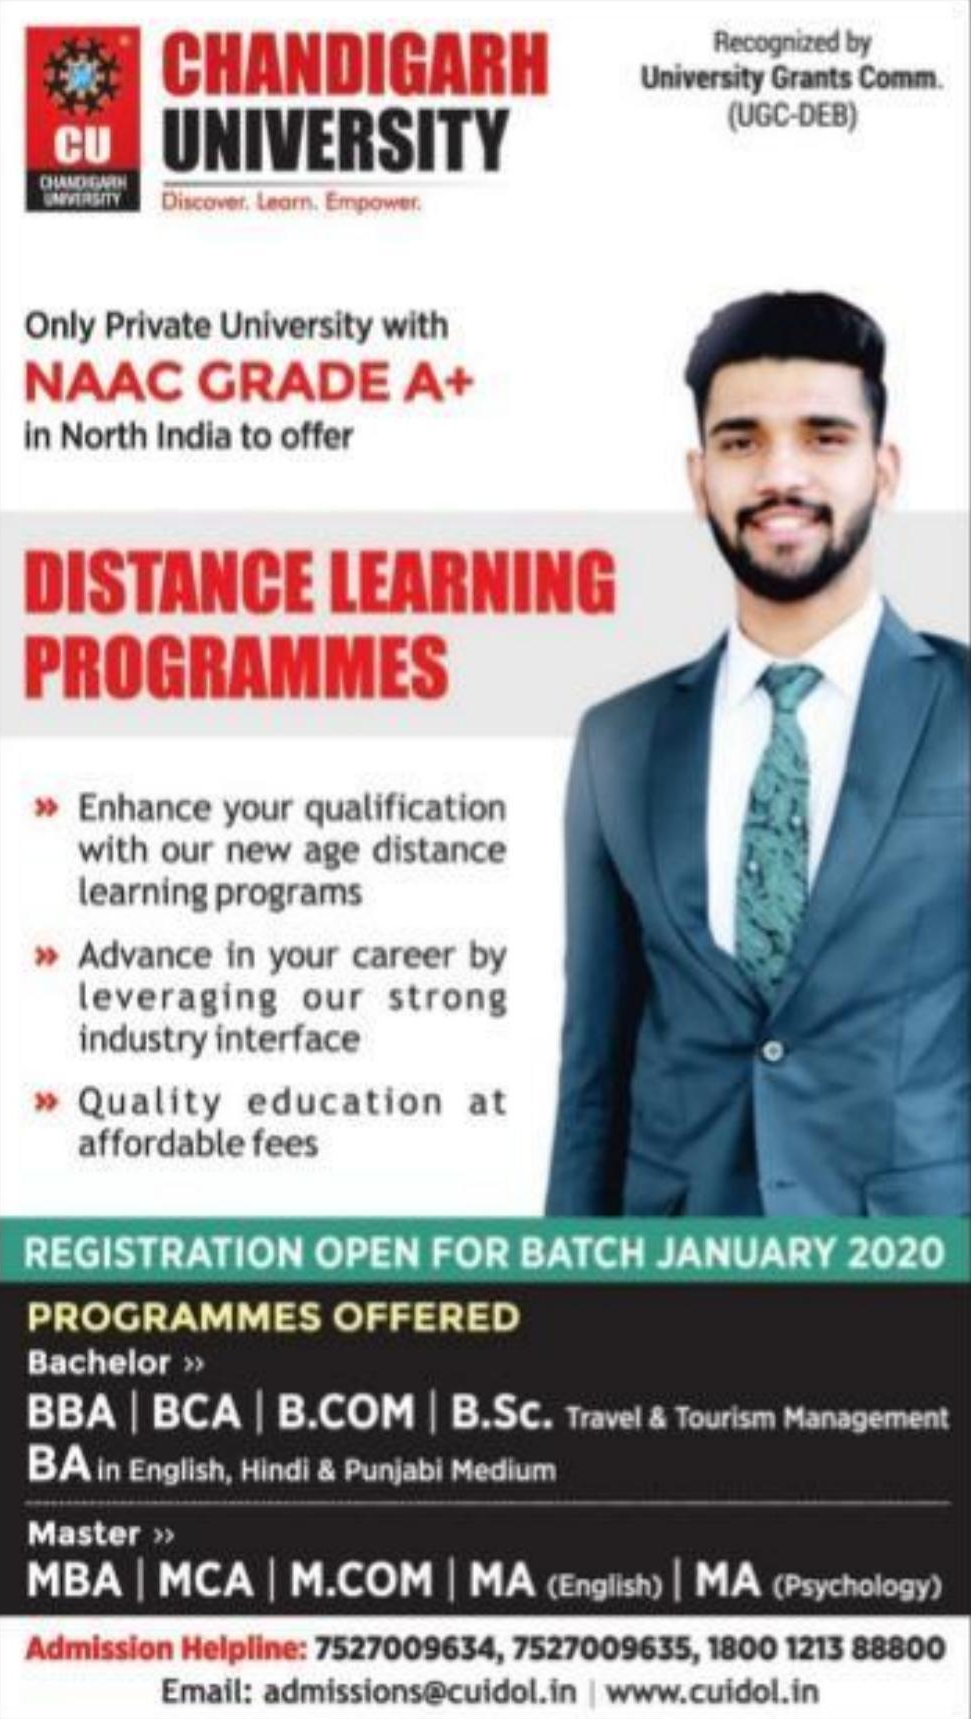 CU
CHANDIGARH
UNIVERSITY
CHANDIGARH
UNIVERSITY
Discover. Learn. Empower.
Recognized by
University Grants Comm.
(UGC-DEB)
Only Private University with
NAAC GRADE A+
in North India to offer
DISTANCE LEARNING
PROGRAMMES
» Enhance your qualification
with our new age distance
learning programs
» Advance in your career by
leveraging our strong
industry interface
» Quality education at
affordable fees
REGISTRATION OPEN FOR BATCH JANUARY 2020
PROGRAMMES OFFERED
Bachelor »
BBA | BCA | B.COM | B.Sc. Travel & Tourism Management
BA in English, Hindi & Punjabi Medium
Master »
MBA | MCA | M.COM | MA (English) | MA (Psychology)
Admission Helpline: 7527009634, 7527009635, 1800 1213 88800
Email: admissions@cuidol.in | www.cuidol.in